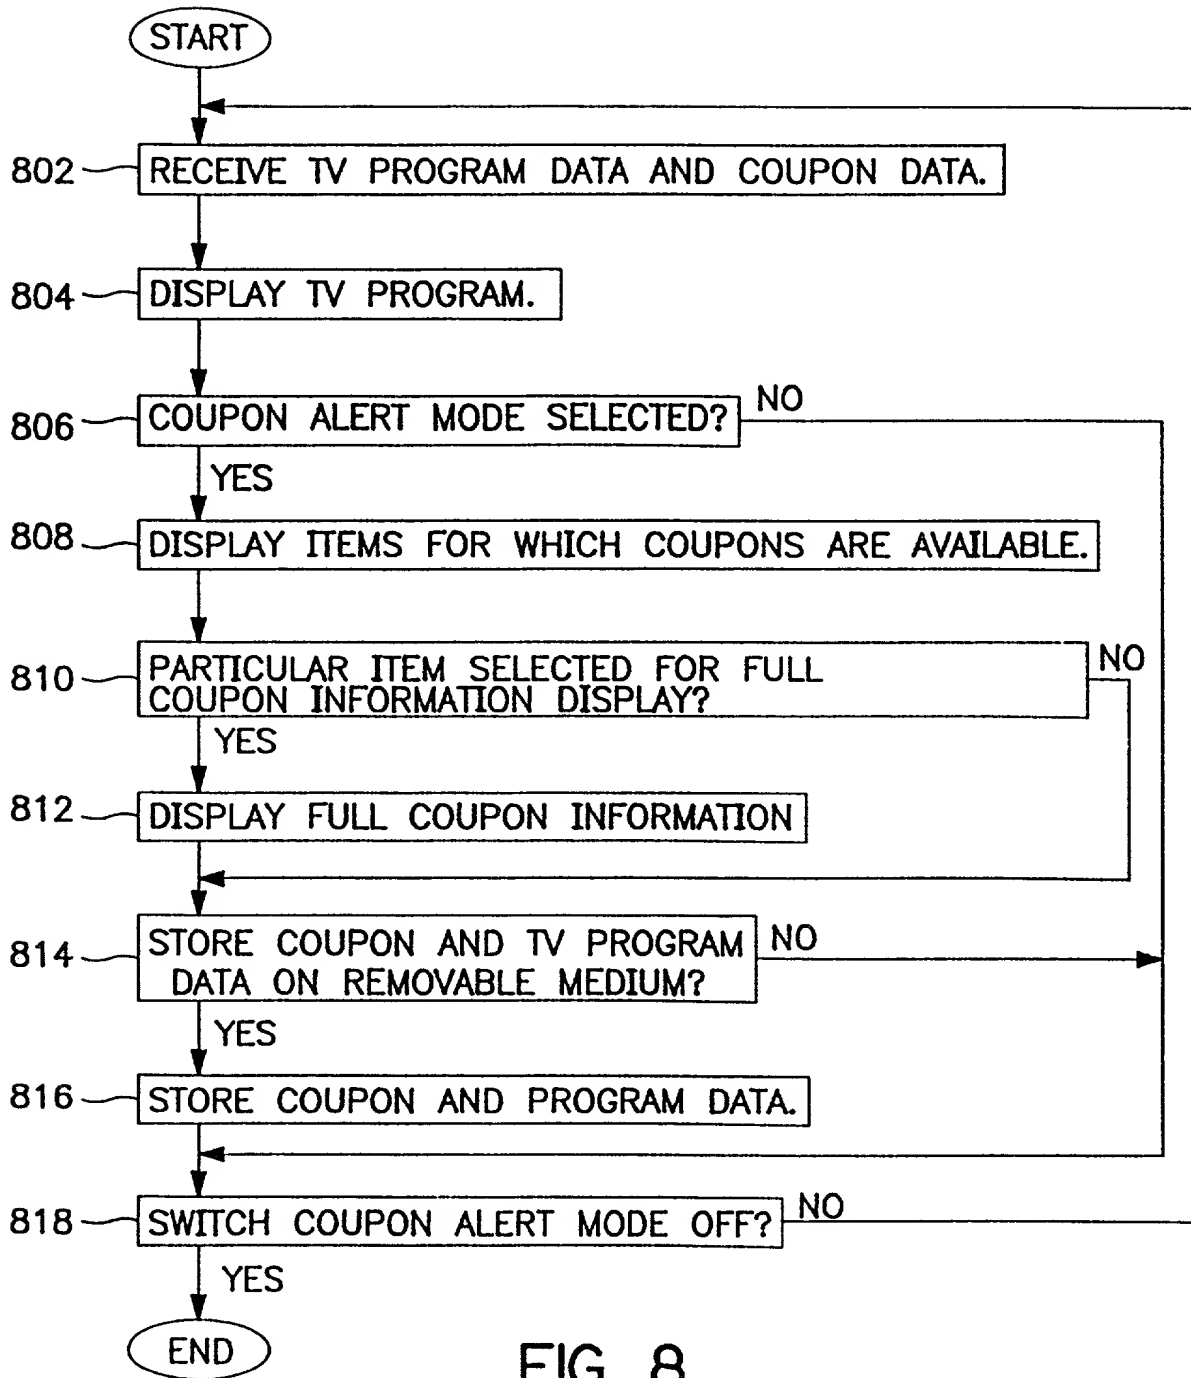 START
802
RECEIVE TV PROGRAM DATA AND COUPON DATA.
804
DISPLAY TV PROGRAM.
806
COUPON ALERT MODE SELECTED?
NO
YES
808
DISPLAY ITEMS FOR WHICH COUPONS ARE AVAILABLE.
810
PARTICULAR ITEM SELECTED FOR FULL
COUPON INFORMATION DISPLAY?
NO
YES
812
DISPLAY FULL COUPON INFORMATION
814
STORE COUPON AND TV PROGRAM
DATA ON REMOVABLE MEDIUM?
NO
YES
816
STORE COUPON AND PROGRAM DATA.
818
SWITCH COUPON ALERT MODE OFF?
NO
YES
END
FIG. 8